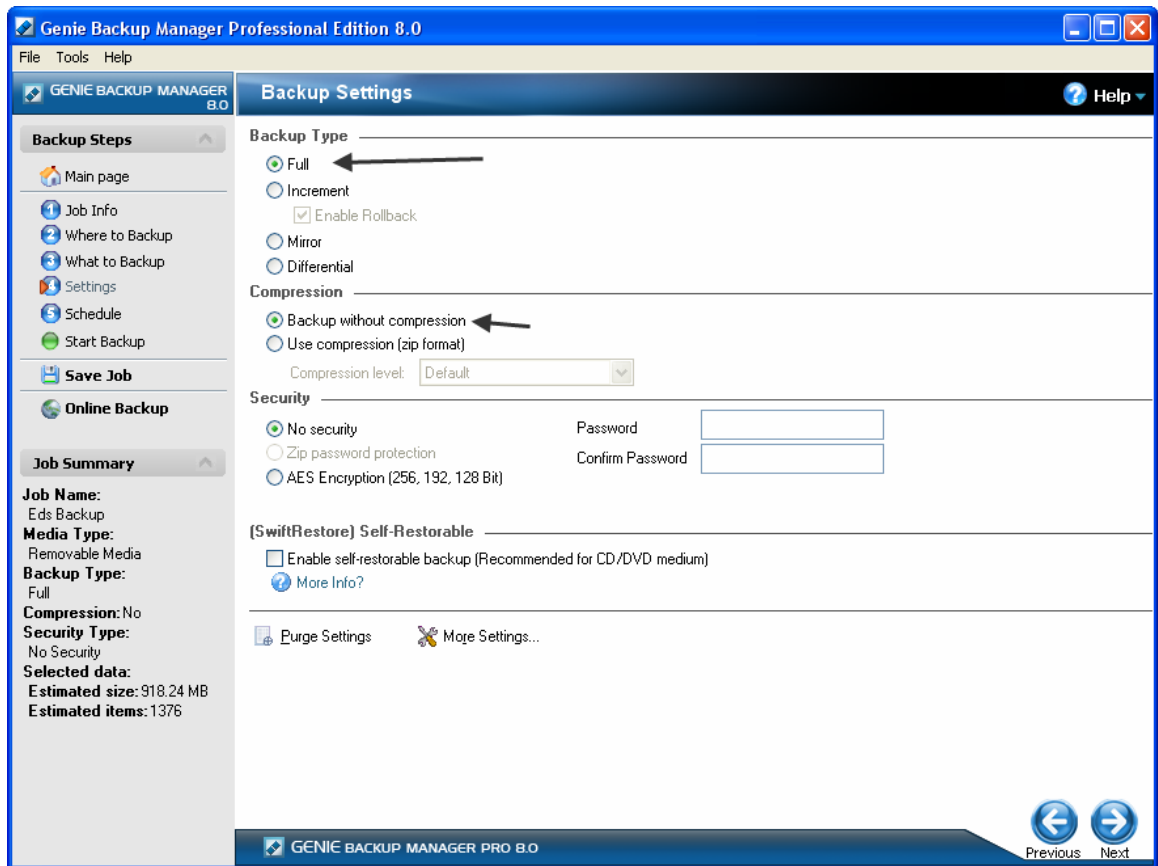 Genie Backup Manager Professional Edition 8.0
File Tools Help
GENIE BACKUP MANAGER
8.0
Backup Settings
Help
Backup Steps
Main page
1 Job Info
2 Where to Backup
3 What to Backup
4 Settings
5 Schedule
Start Backup
Save Job
Online Backup
Job Summary
Job Name:
Eds Backup
Media Type:
Removable Media
Backup Type:
Full
Compression: No
Security Type:
No Security
Selected data:
Estimated size: 918.24 MB
Estimated items: 1376
Backup Type
Full
Increment
Enable Rollback
Mirror
Differential
Compression
Backup without compression
Use compression (zip format)
Compression level: Default
Security
No security
Zip password protection
AES Encryption (256, 192, 128 Bit)
Password
Confirm Password
(SwiftRestore) Self-Restorable
Enable self-restorable backup (Recommended for CD/DVD medium)
More Info?
Purge Settings
More Settings...
GENIE BACKUP MANAGER PRO 8.0
Previous
Next